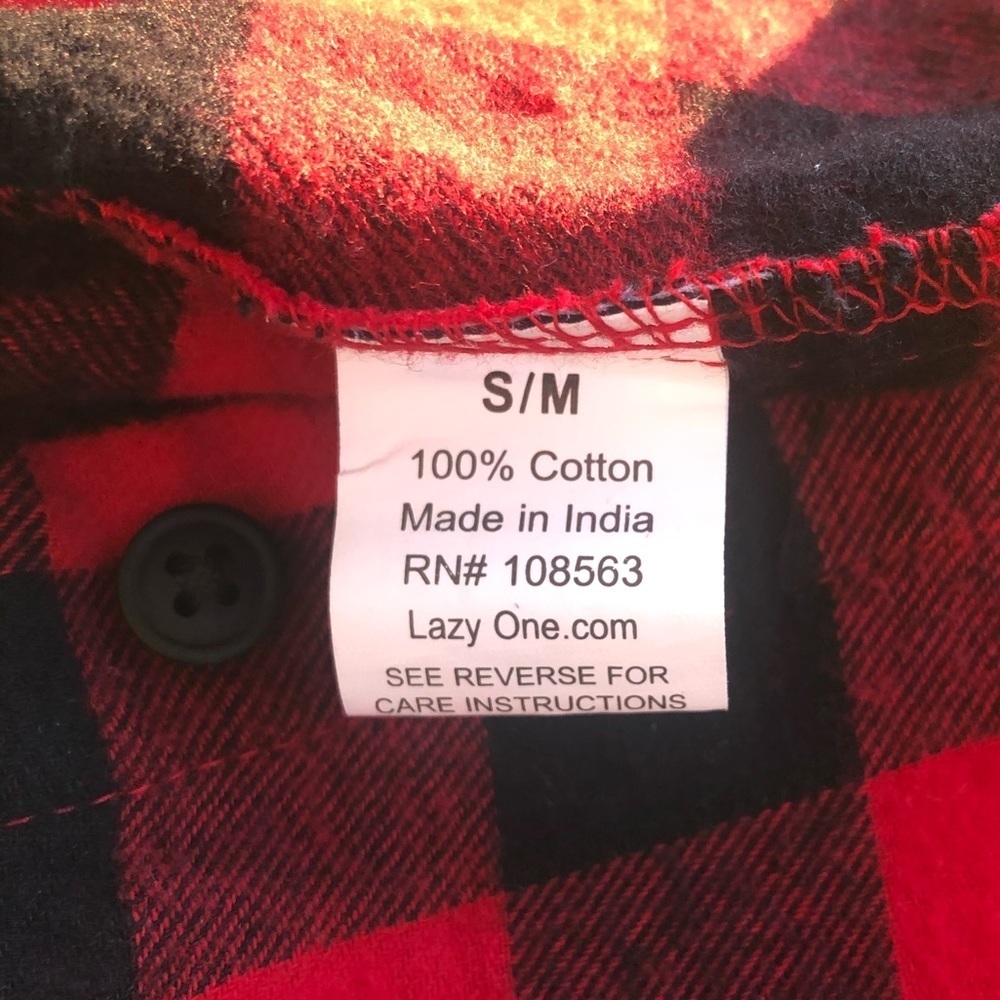 S/M
100% Cotton
Made in India
RN# 108563
Lazy One.com
SEE REVERSE FOR
CARE INSTRUCTIONS